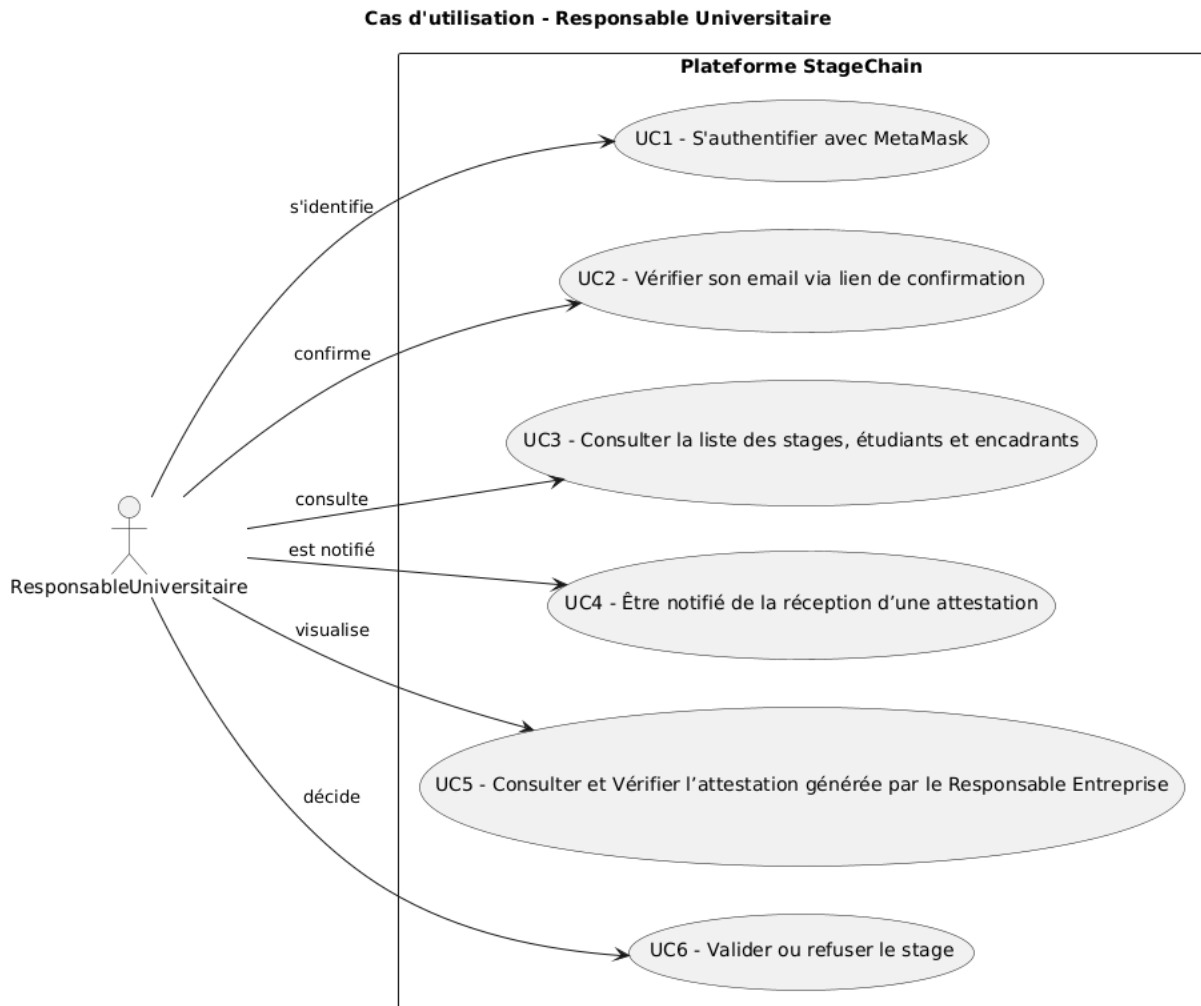 Cas d'utilisation - Responsable Universitaire
Plateforme StageChain
UC1 - S'authentifier avec MetaMask
s'identifie
UC2 - Vérifier son email via lien de confirmation
confirme
UC3 - Consulter la liste des stages, étudiants et encadrants
consulte
est notifié
ResponsableUniversitaire
UC4 - Être notifié de la réception d’une attestation
visualise
UC5 - Consulter et Vérifier l’attestation générée par le Responsable Entreprise
décide
UC6 - Valider ou refuser le stage